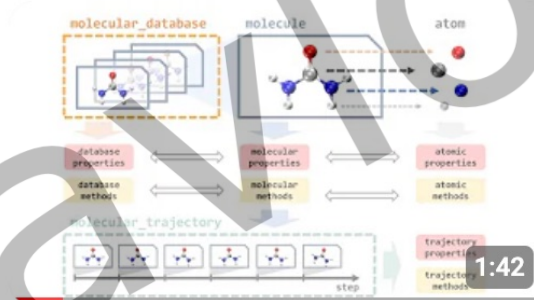 molecular_database
molecule
atom
database
properties
molecular
properties
atomic
properties
database
methods
molecular
methods
atomic
methods
molecular_trajectory
step
trajectory
properties
trajectory
methods
1:42